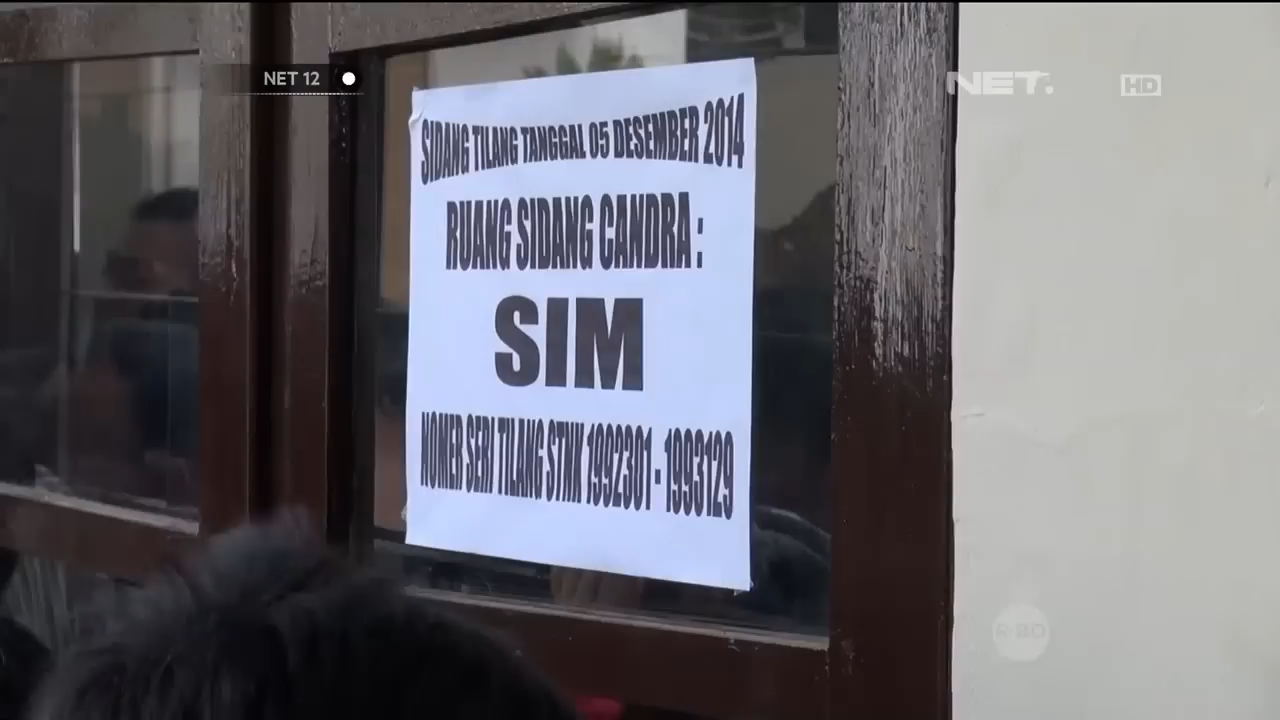 NET 12
NET.
HD
SIDANG TILANG TANGGAL 05 DESEMBER 2014
RUANG SIDANG CANDRA :
SIM
NOMER SERI TILANG STNK 1992301 - 1993129
R-BO